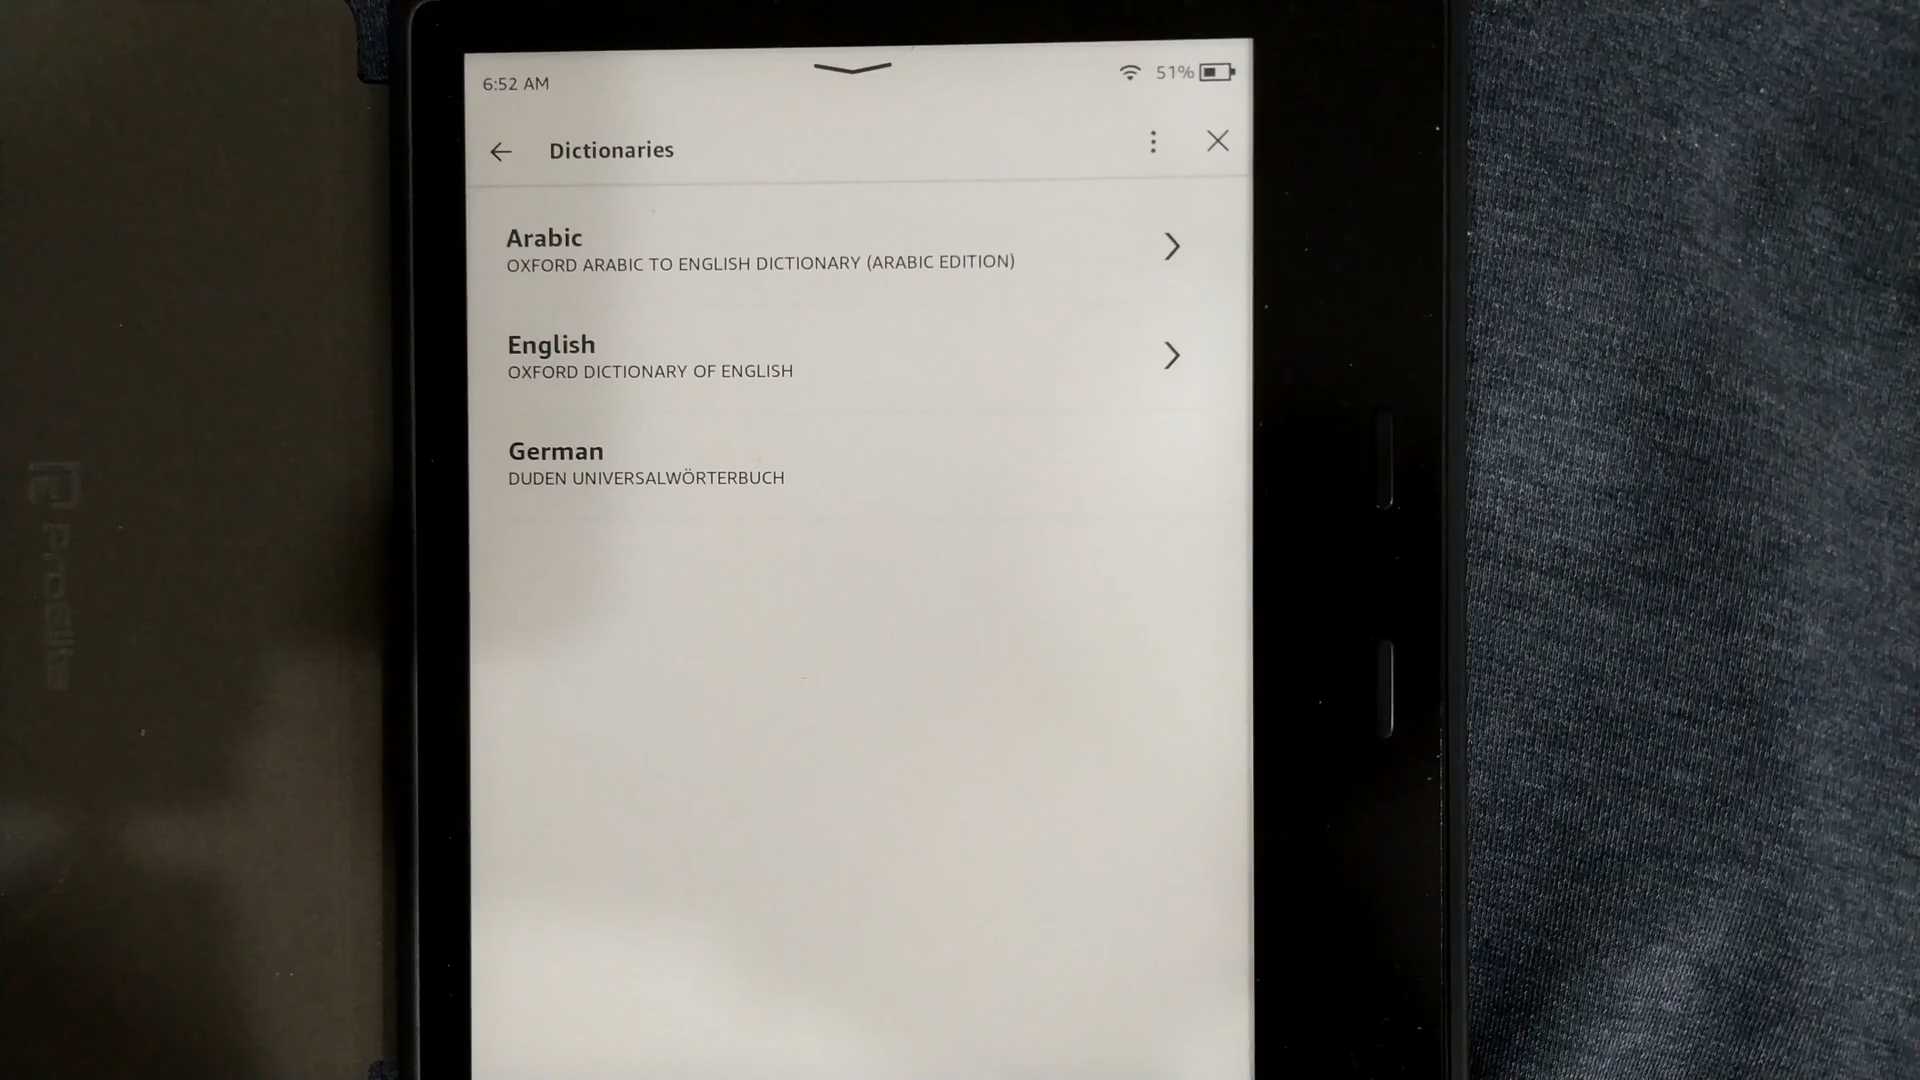 6:52 AM
51%
Dictionaries
Arabic
OXFORD ARABIC TO ENGLISH DICTIONARY (ARABIC EDITION)
English
OXFORD DICTIONARY OF ENGLISH
German
DUDEN UNIVERSALWÖRTERBUCH
ProElite